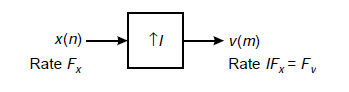 x(n) ↑I v(m)
Rate Fₓ Rate IFₓ = Fᵥ